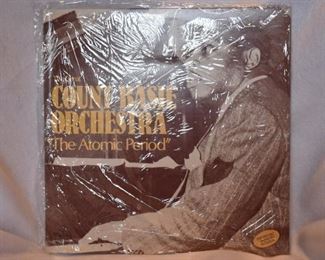 COUNT BASIE
ORCHESTRA
"The Atomic Period"